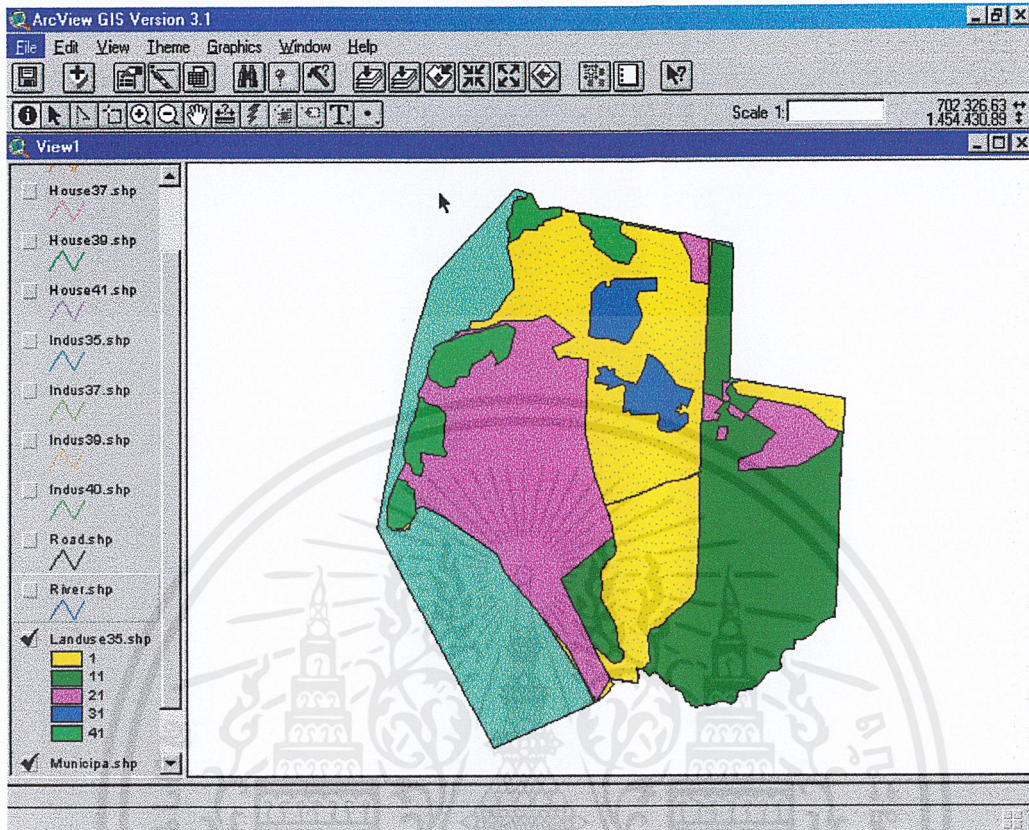 ArcView GIS Version 3.1
File Edit View Theme Graphics Window Help
Scale 1:
702.326.63
1.454.430.89
View1
House37.shp
House39.shp
House41.shp
Indus35.shp
Indus37.shp
Indus39.shp
Indus40.shp
Road.shp
River.shp
Landuse35.shp
1
11
21
31
41
Municipa.shp